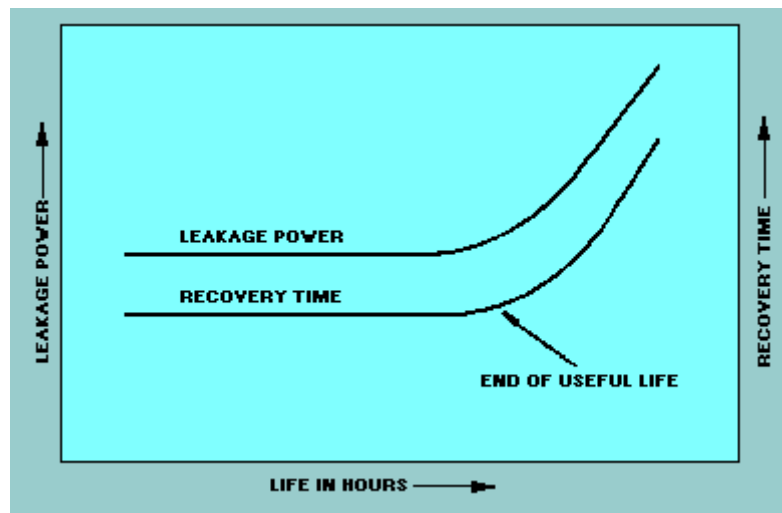 LEAKAGE POWER
RECOVERY TIME
LEAKAGE POWER
RECOVERY TIME
END OF USEFUL LIFE
LIFE IN HOURS